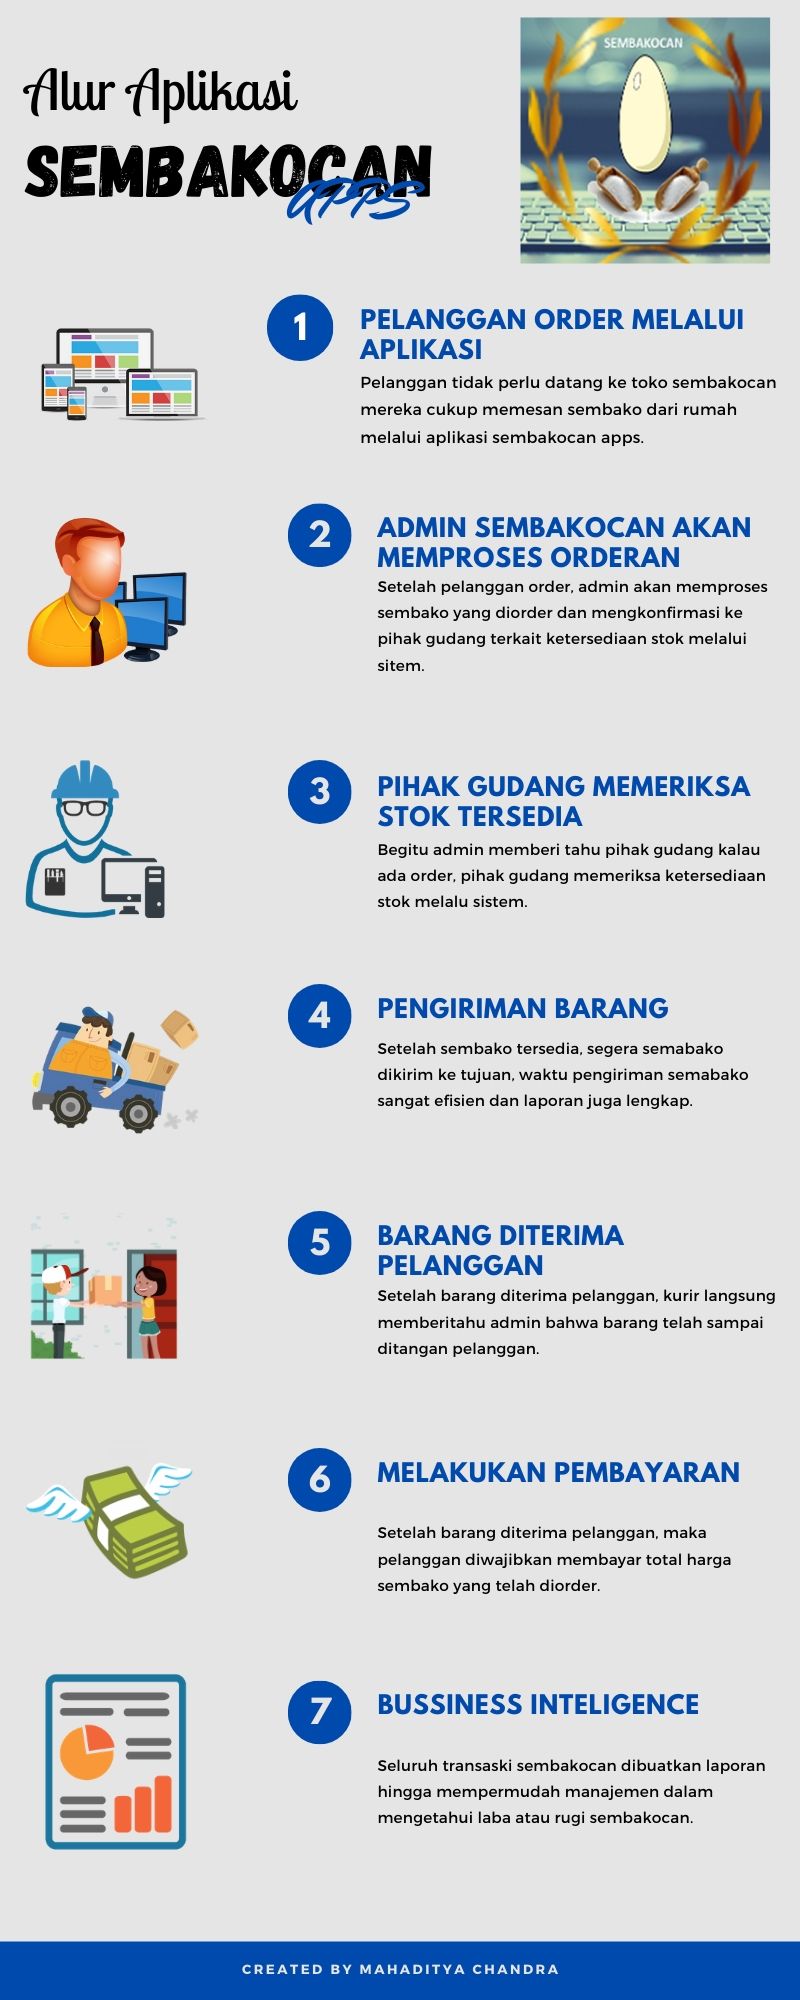 Alur Aplikasi
SEMBAKOCAN
APPS
SEMBAKOCAN
1
PELANGGAN ORDER MELALUI
APLIKASI
Pelanggan tidak perlu datang ke toko sembakocan
mereka cukup memesan sembako dari rumah
melalui aplikasi sembakocan apps.
2
ADMIN SEMBAKOCAN AKAN
MEMPROSES ORDERAN
Setelah pelanggan order, admin akan memproses
sembako yang diorder dan mengkonfirmasi ke
pihak gudang terkait ketersediaan stok melalui
sitem.
3
PIHAK GUDANG MEMERIKSA
STOK TERSEDIA
Begitu admin memberi tahu pihak gudang kalau
ada order, pihak gudang memeriksa ketersediaan
stok melalu sistem.
4
PENGIRIMAN BARANG
Setelah sembako tersedia, segera semabako
dikirim ke tujuan, waktu pengiriman semabako
sangat efisien dan laporan juga lengkap.
5
BARANG DITERIMA
PELANGGAN
Setelah barang diterima pelanggan, kurir langsung
memberitahu admin bahwa barang telah sampai
ditangan pelanggan.
6
MELAKUKAN PEMBAYARAN
Setelah barang diterima pelanggan, maka
pelanggan diwajibkan membayar total harga
sembako yang telah diorder.
7
BUSSINESS INTELIGENCE
Seluruh transaski sembakocan dibuatkan laporan
hingga mempermudah manajemen dalam
mengetahui laba atau rugi sembakocan.
CREATED BY MAHADITYA CHANDRA